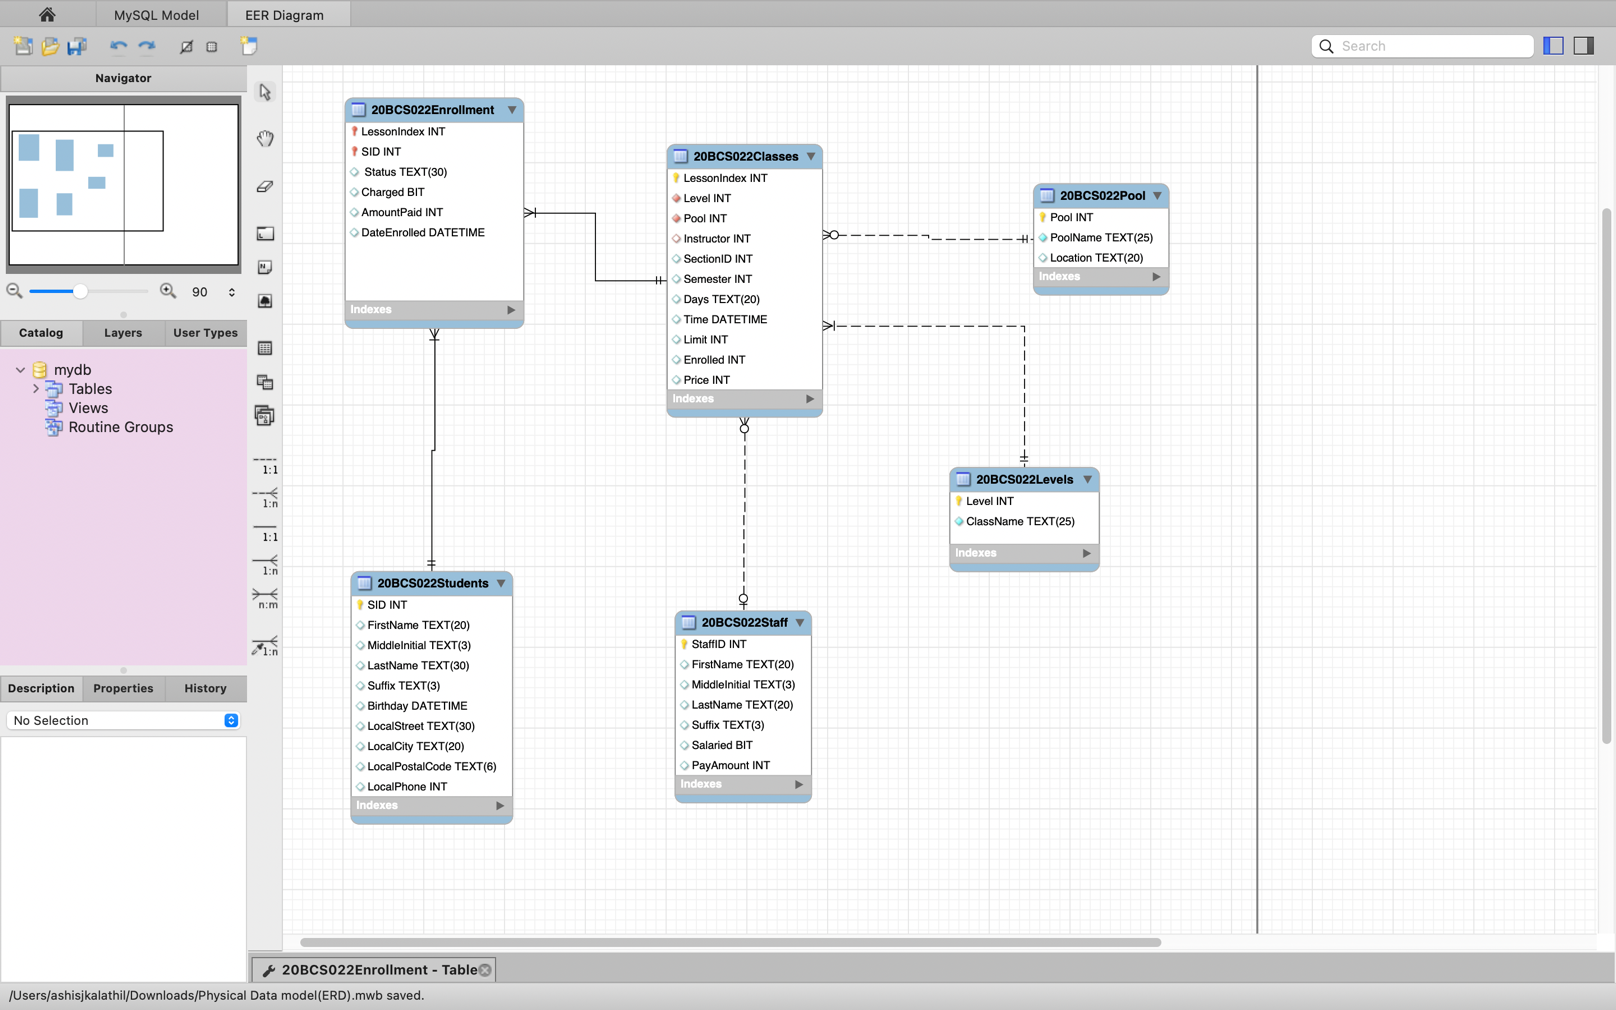 MySQL Model
EER Diagram
Search
Navigator
90
Catalog
Layers
User Types
mydb
Tables
Views
Routine Groups
Description
Properties
History
No Selection
1:1
1:n
1:1
1:n
n:m
1:n
20BCS022Enrollment
LessonIndex INT
SID INT
Status TEXT(30)
Charged BIT
AmountPaid INT
DateEnrolled DATETIME
Indexes
20BCS022Classes
LessonIndex INT
Level INT
Pool INT
Instructor INT
SectionID INT
Semester INT
Days TEXT(20)
Time DATETIME
Limit INT
Enrolled INT
Price INT
Indexes
20BCS022Pool
Pool INT
PoolName TEXT(25)
Location TEXT(20)
Indexes
20BCS022Levels
Level INT
ClassName TEXT(25)
Indexes
20BCS022Students
SID INT
FirstName TEXT(20)
MiddleInitial TEXT(3)
LastName TEXT(30)
Suffix TEXT(3)
Birthday DATETIME
LocalStreet TEXT(30)
LocalCity TEXT(20)
LocalPostalCode TEXT(6)
LocalPhone INT
Indexes
20BCS022Staff
StaffID INT
FirstName TEXT(20)
MiddleInitial TEXT(3)
LastName TEXT(20)
Suffix TEXT(3)
Salaried BIT
PayAmount INT
Indexes
20BCS022Enrollment - Table
/Users/ashisjkalathil/Downloads/Physical Data model(ERD).mwb saved.